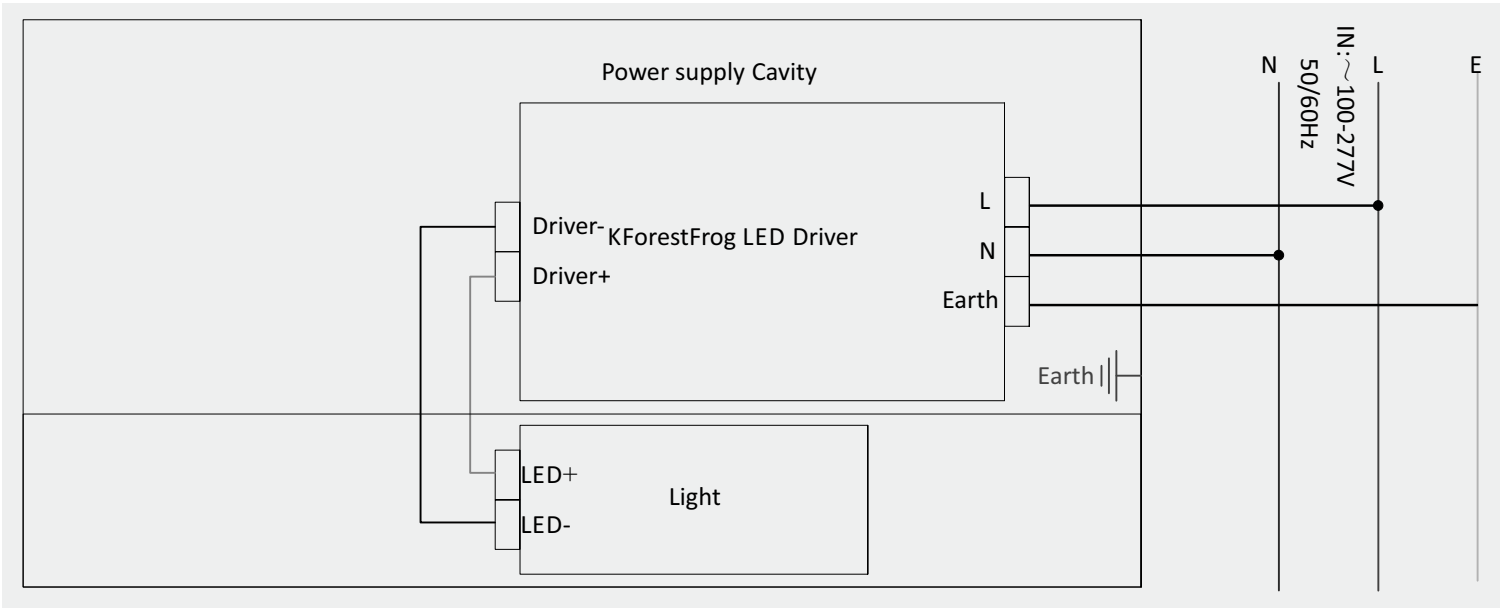 Power supply Cavity
N
IN:～100-277V
50/60Hz
L
E
Driver-
KForestFrog LED Driver
Driver+
L
N
Earth
Earth
LED+
Light
LED-